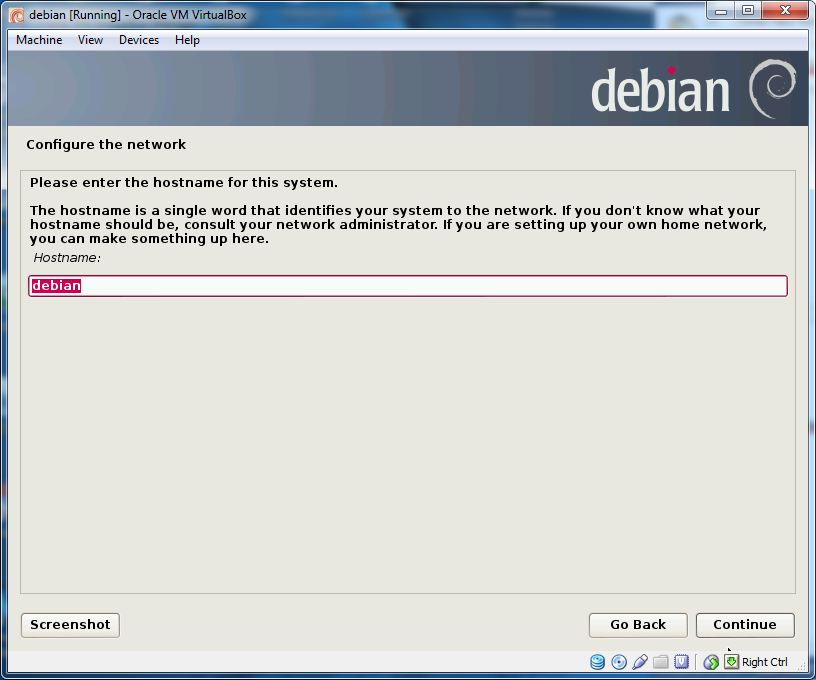 debian [Running] - Oracle VM VirtualBox
Machine View Devices Help
debian
Configure the network
Please enter the hostname for this system.
The hostname is a single word that identifies your system to the network. If you don't know what your
hostname should be, consult your network administrator. If you are setting up your own home network,
you can make something up here.
Hostname:
debian
Screenshot Go Back Continue
Right Ctrl